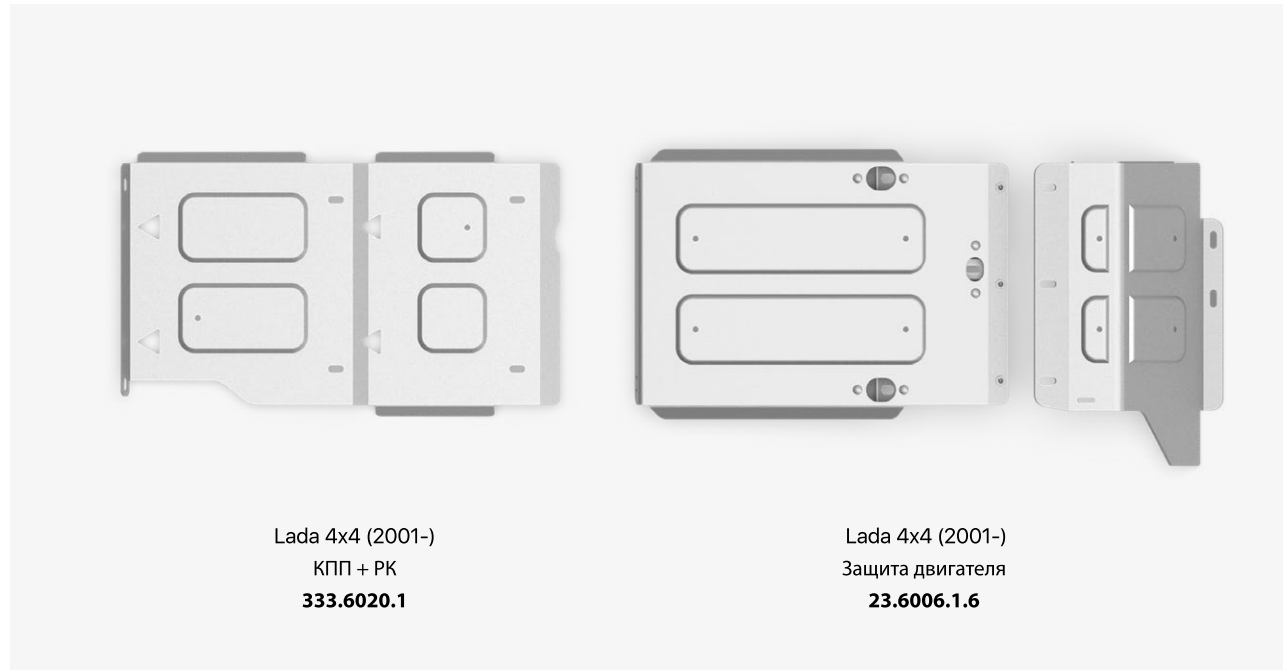 Lada 4x4 (2001-)
КПП + РК
333.6020.1
Lada 4x4 (2001-)
Защита двигателя
23.6006.1.6